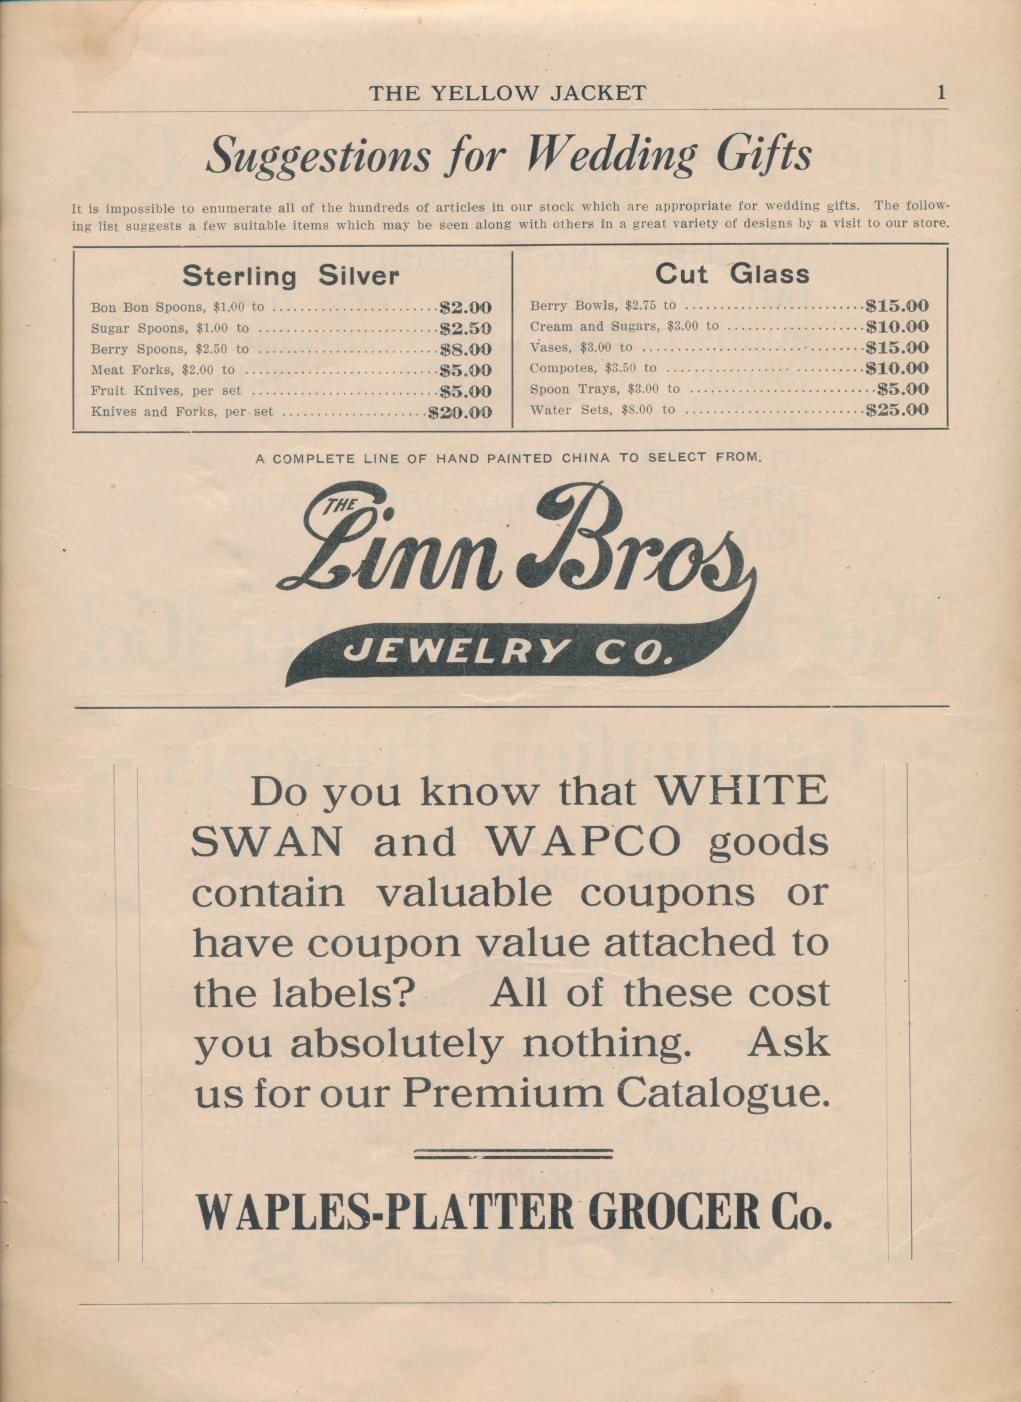 THE YELLOW JACKET 1
Suggestions for Wedding Gifts
It is impossible to enumerate all of the hundreds of articles in our stock which are appropriate for wedding gifts. The follow-
ing list suggests a few suitable items which may be seen along with others in a great variety of designs by a visit to our store.
Sterling Silver
Bon Bon Spoons, $1.00 to ........................$2.00
Sugar Spoons, $1.00 to ..........................$2.50
Berry Spoons, $2.50 to ..........................$8.00
Meat Forks, $2.00 to ............................$5.00
Fruit Knives, per set ...........................$5.00
Knives and Forks, per set .....................$20.00
Cut Glass
Berry Bowls, $2.75 to ..........................$15.00
Cream and Sugars, $3.00 to ....................$10.00
Vases, $3.00 to ................................$15.00
Compotes, $3.50 to .............................$10.00
Spoon Trays, $3.00 to ...........................$5.00
Water Sets, $8.00 to ...........................$25.00
A COMPLETE LINE OF HAND PAINTED CHINA TO SELECT FROM.
THE
Linn Bros
JEWELRY CO.
Do you know that WHITE
SWAN and WAPCO goods
contain valuable coupons or
have coupon value attached to
the labels? All of these cost
you absolutely nothing. Ask
us for our Premium Catalogue.
WAPLES-PLATTER GROCER Co.